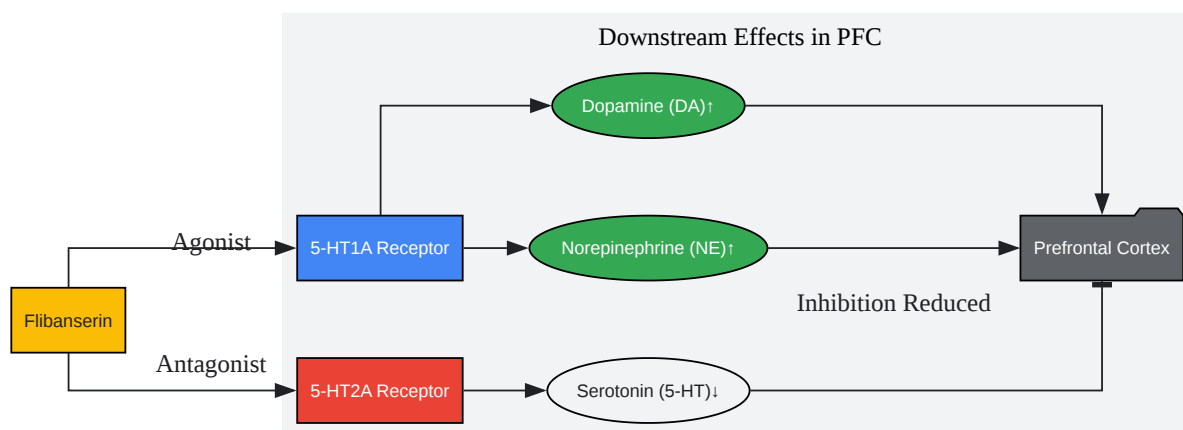 Downstream Effects in PFC
Dopamine (DA)↑
Agonist
5-HT1A Receptor
Norepinephrine (NE)↑
Prefrontal Cortex
Flibanserin
Inhibition Reduced
Antagonist
5-HT2A Receptor
Serotonin (5-HT)↓